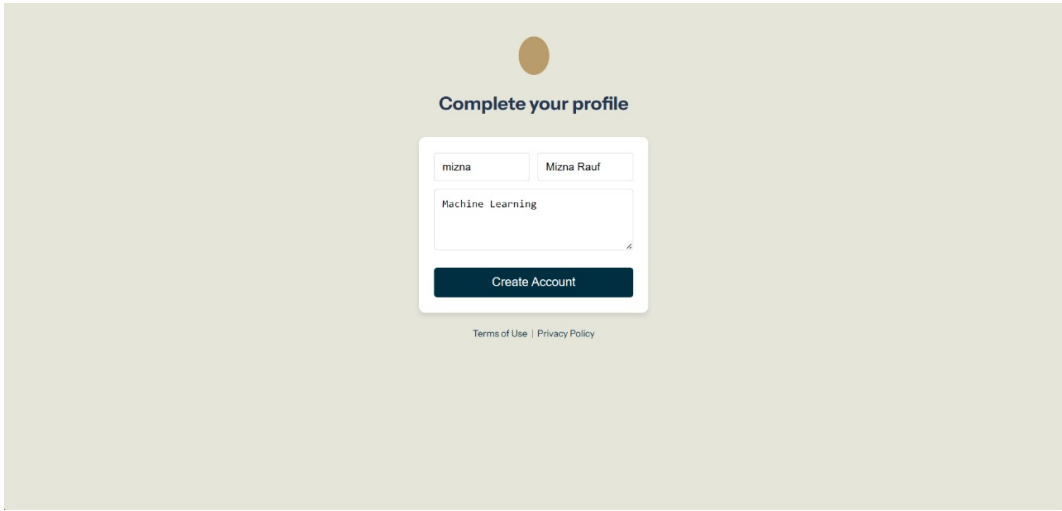 Complete your profile
mizna
Mizna Rauf
Machine Learning
Create Account
Terms of Use | Privacy Policy